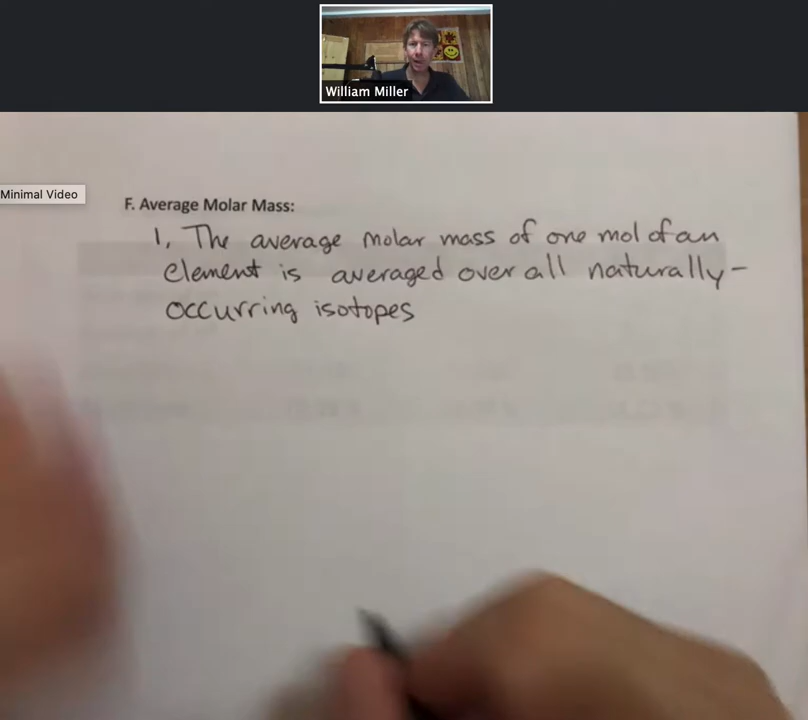 William Miller
Minimal Video
F. Average Molar Mass:
1. The average molar mass of one mol of an
element is averaged over all naturally-
occurring isotopes